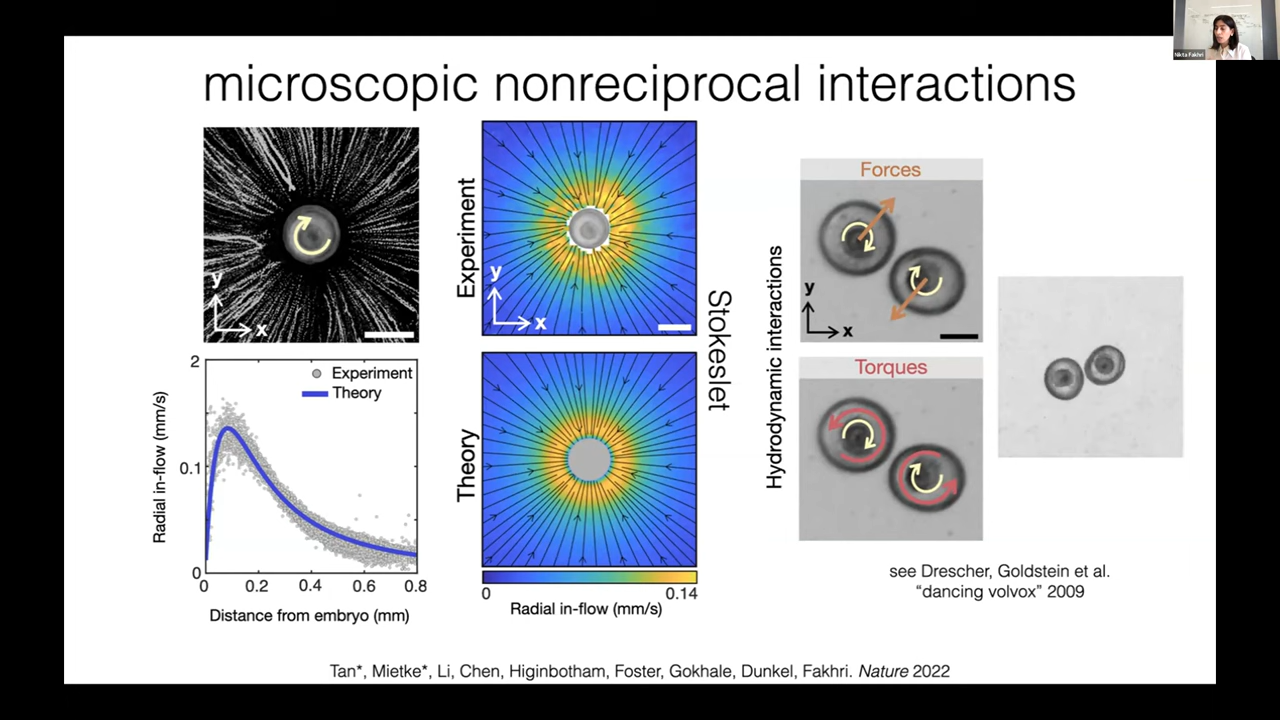 microscopic nonreciprocal interactions
Nikta Fakhri
y
x
2
0.1
0
0
0.2
0.4
0.6
0.8
Radial in-flow (mm/s)
Distance from embryo (mm)
Experiment
Theory
Experiment
y
x
Theory
0
0.14
Radial in-flow (mm/s)
Stokeslet
Hydrodynamic interactions
Forces
y
x
Torques
see Drescher, Goldstein et al.
“dancing volvox” 2009
Tan*, Mietke*, Li, Chen, Higinbotham, Foster, Gokhale, Dunkel, Fakhri. Nature 2022